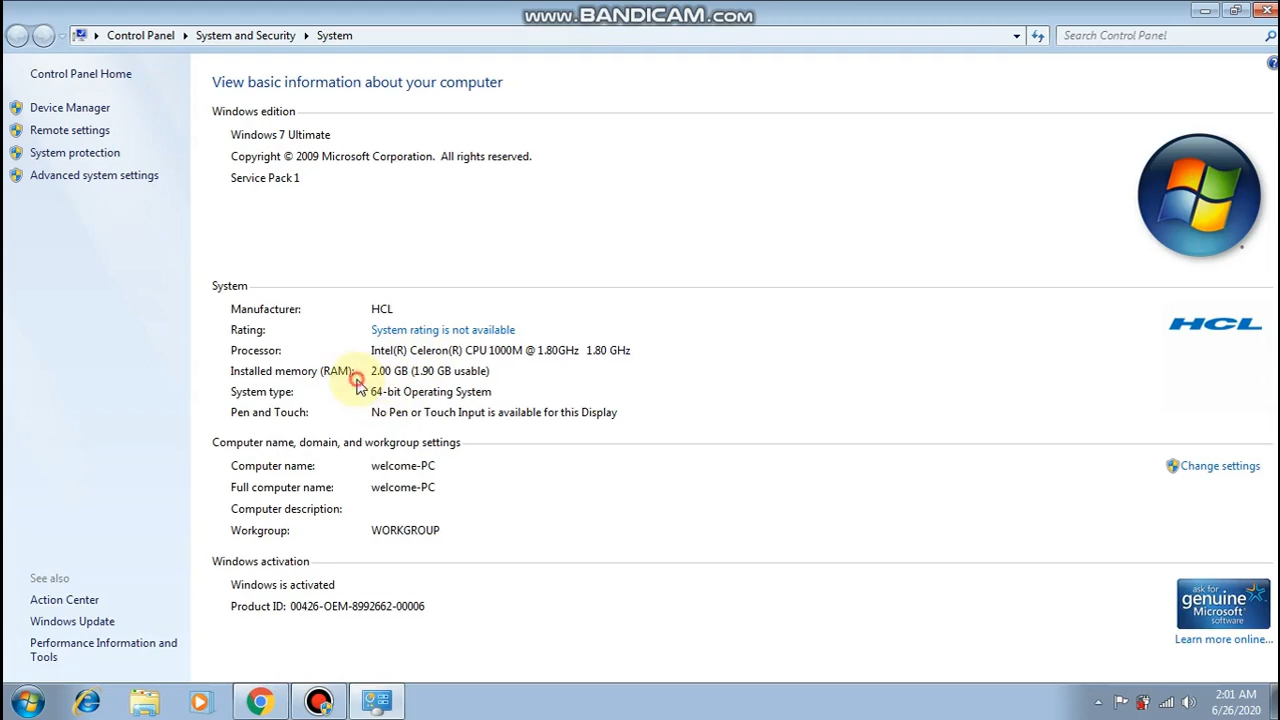 www.BANDICAM.com
Control Panel System and Security System
Search Control Panel
Control Panel Home
Device Manager
Remote settings
System protection
Advanced system settings
View basic information about your computer
Windows edition
Windows 7 Ultimate
Copyright © 2009 Microsoft Corporation. All rights reserved.
Service Pack 1
System
Manufacturer: HCL
Rating: System rating is not available
Processor: Intel(R) Celeron(R) CPU 1000M @ 1.80GHz 1.80 GHz
Installed memory (RAM): 2.00 GB (1.90 GB usable)
System type: 64-bit Operating System
Pen and Touch: No Pen or Touch Input is available for this Display
HCL
Computer name, domain, and workgroup settings
Computer name: welcome-PC
Change settings
Full computer name: welcome-PC
Computer description:
Workgroup: WORKGROUP
Windows activation
Windows is activated
Product ID: 00426-OEM-8992662-00006
ask for
genuine
Microsoft
software
Learn more online...
See also
Action Center
Windows Update
Performance Information and
Tools
2:01 AM
6/26/2020